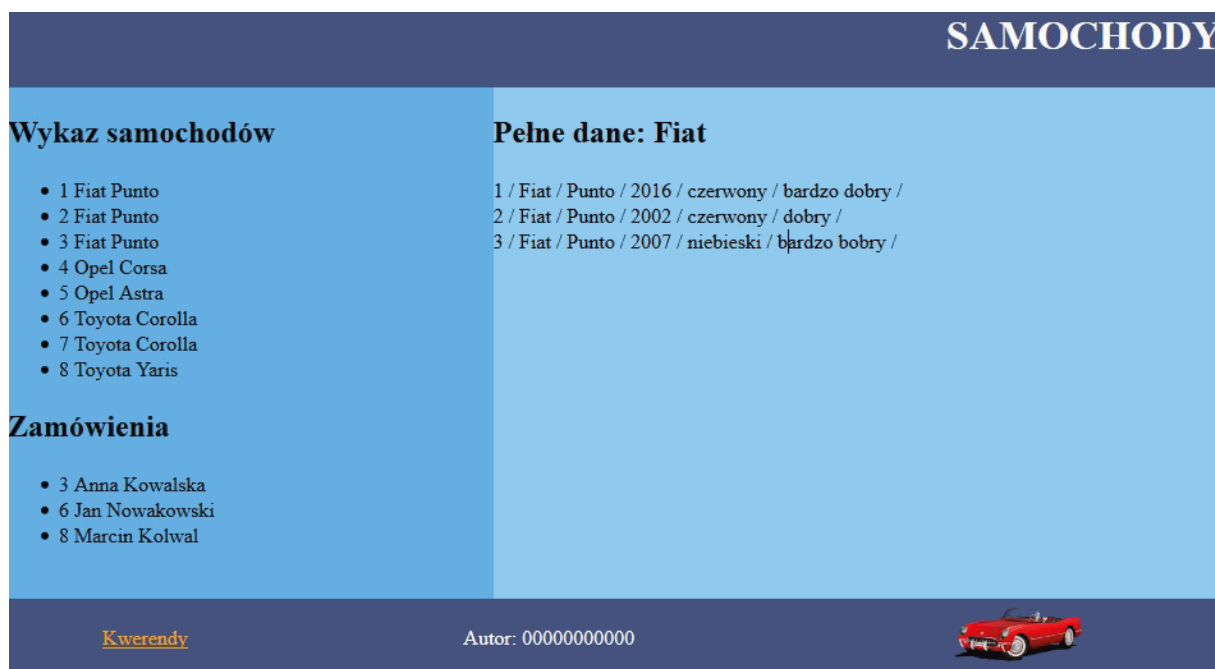 SAMOCHODY
Wykaz samochodów
• 1 Fiat Punto
• 2 Fiat Punto
• 3 Fiat Punto
• 4 Opel Corsa
• 5 Opel Astra
• 6 Toyota Corolla
• 7 Toyota Corolla
• 8 Toyota Yaris
Zamówienia
• 3 Anna Kowalska
• 6 Jan Nowakowski
• 8 Marcin Kolwal
Pełne dane: Fiat
1 / Fiat / Punto / 2016 / czerwony / bardzo dobry /
2 / Fiat / Punto / 2002 / czerwony / dobry /
3 / Fiat / Punto / 2007 / niebieski / bardzo bobry /
Kwerendy
Autor: 00000000000